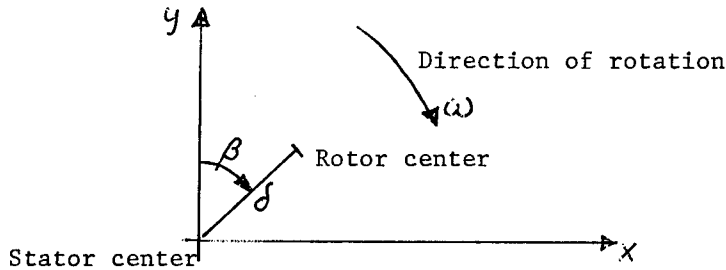 y
Direction of rotation
ω
β
Rotor center
δ
x
Stator center